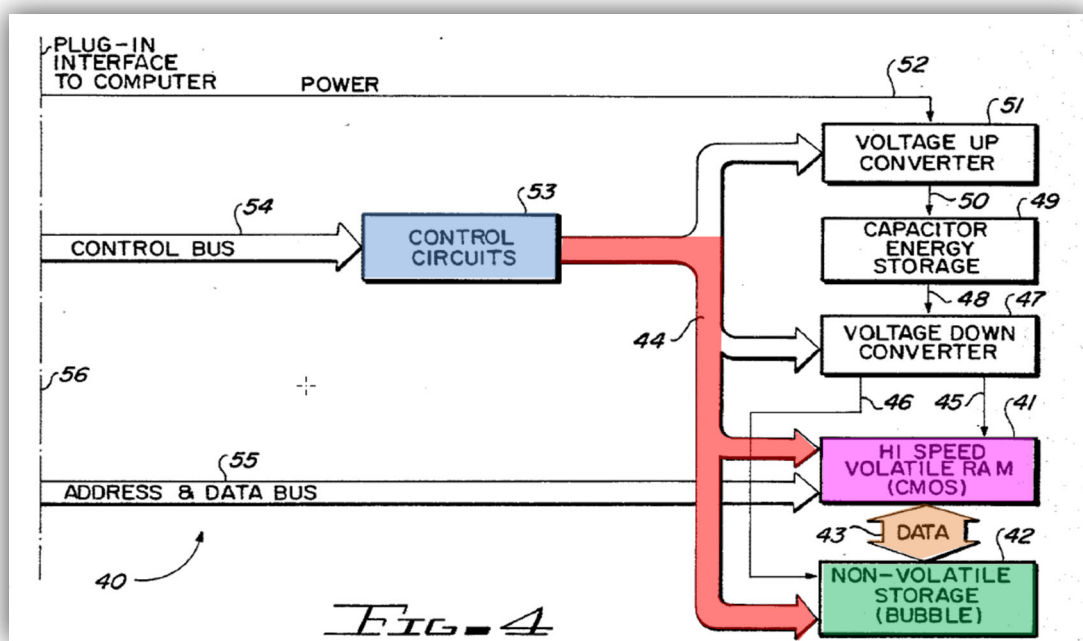 PLUG-IN
INTERFACE
TO COMPUTER
POWER
52
51
VOLTAGE UP
CONVERTER
50
49
CAPACITOR
ENERGY
STORAGE
48
47
VOLTAGE DOWN
CONVERTER
54
53
CONTROL BUS
CONTROL
CIRCUITS
44
46
45
41
56
55
HI SPEED
VOLATILE RAM
(CMOS)
ADDRESS & DATA BUS
43
DATA
42
40
NON-VOLATILE
STORAGE
(BUBBLE)
FIG-4